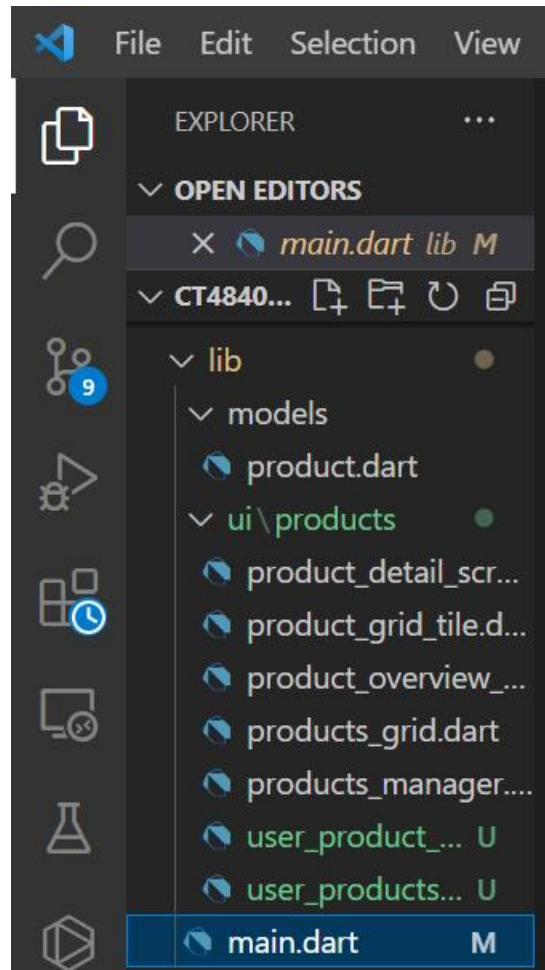 File Edit Selection View
EXPLORER ...
OPEN EDITORS
main.dart lib M
CT4840...
lib
9
models
product.dart
ui\products
product_detail_scr...
product_grid_tile.d...
product_overview_...
products_grid.dart
products_manager....
user_product_... U
user_products... U
main.dart M